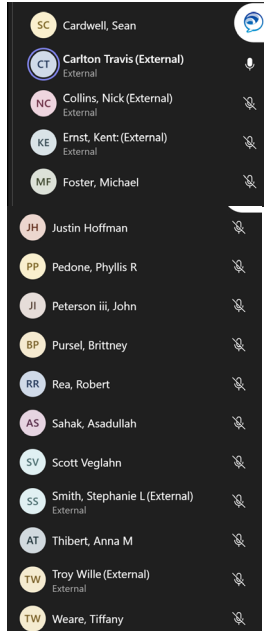 SC Cardwell, Sean
CT Carlton Travis (External)
External
NC Collins, Nick (External)
External
KE Ernst, Kent: (External)
External
MF Foster, Michael
JH Justin Hoffman
PP Pedone, Phyllis R
JI Peterson iii, John
BP Pursel, Brittney
RR Rea, Robert
AS Sahak, Asadullah
SV Scott Veglahn
SS Smith, Stephanie L (External)
External
AT Thibert, Anna M
TW Troy Wille (External)
External
TW Weare, Tiffany